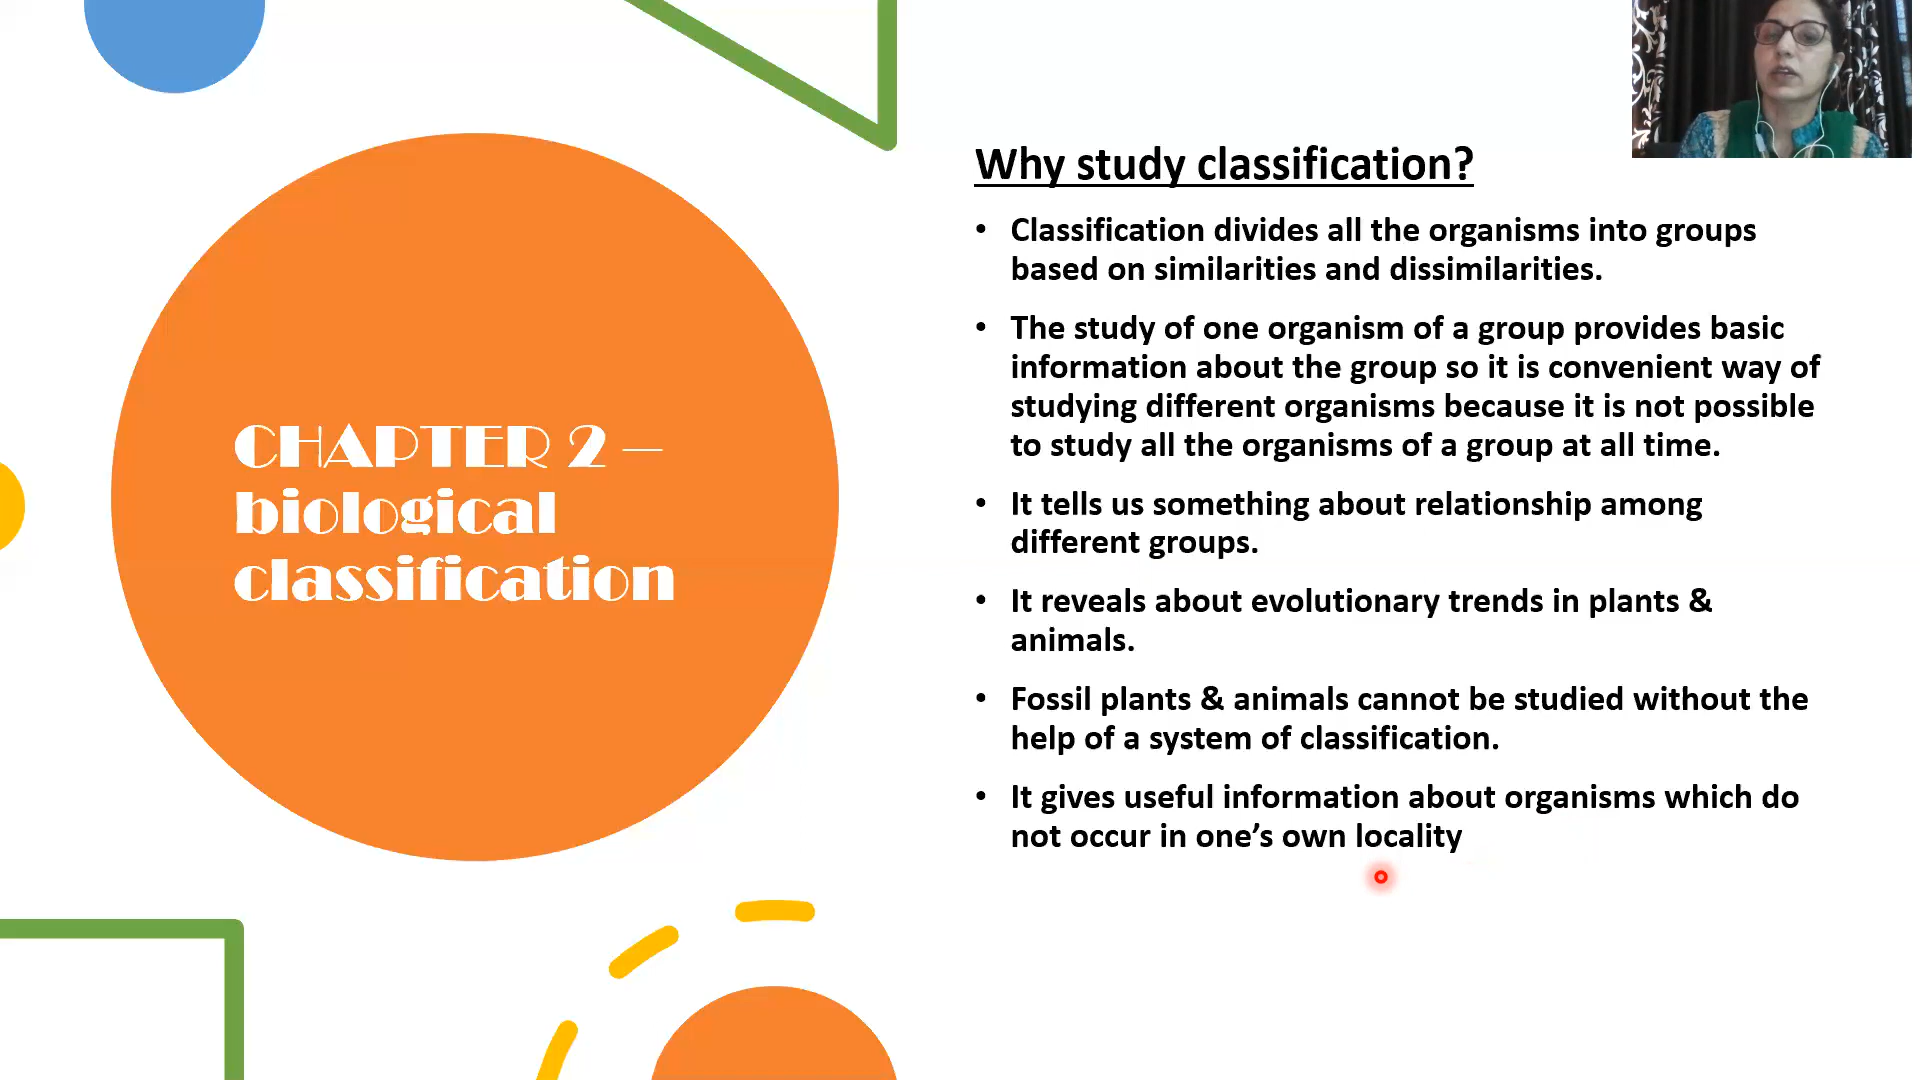 CHAPTER 2 –
biological
classification
Why study classification?
• Classification divides all the organisms into groups
based on similarities and dissimilarities.
• The study of one organism of a group provides basic
information about the group so it is convenient way of
studying different organisms because it is not possible
to study all the organisms of a group at all time.
• It tells us something about relationship among
different groups.
• It reveals about evolutionary trends in plants &
animals.
• Fossil plants & animals cannot be studied without the
help of a system of classification.
• It gives useful information about organisms which do
not occur in one’s own locality